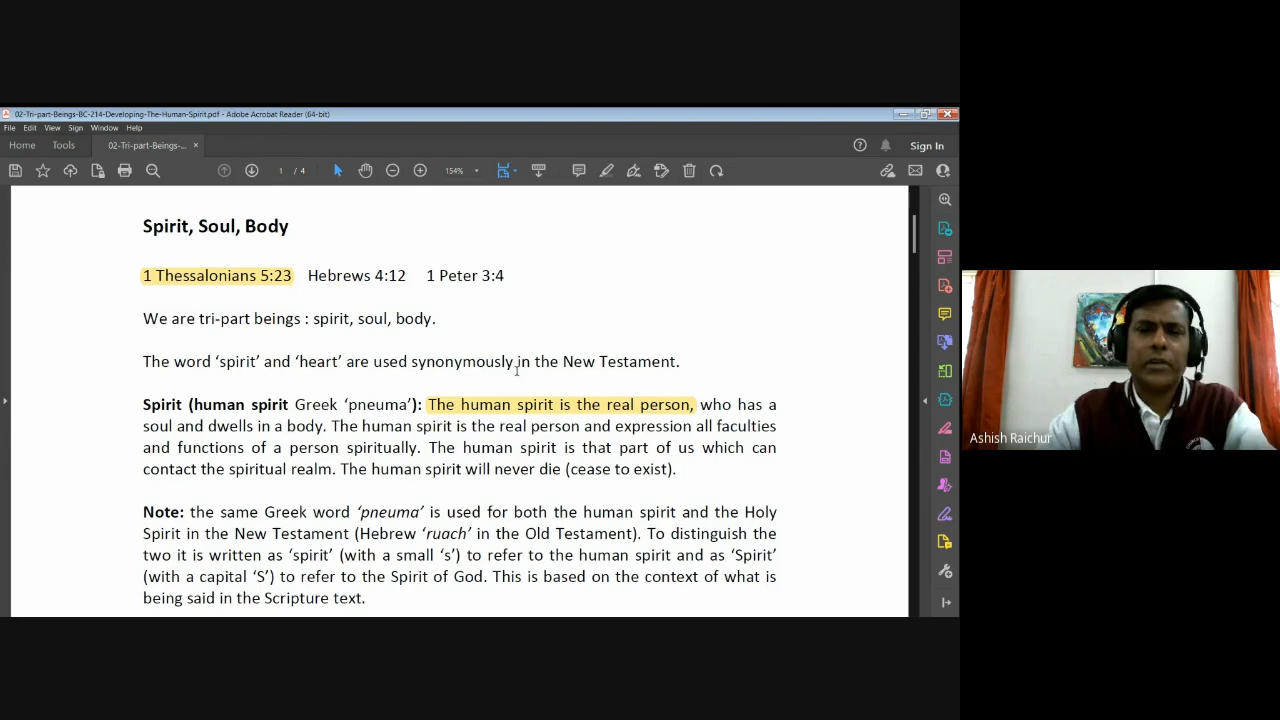 02-Tri-part-Beings-BC-214-Developing-The-Human-Spirit.pdf - Adobe Acrobat Reader (64-bit)
File Edit View Sign Window Help
Home Tools 02-Tri-part-Beings-... × Sign In
1 / 4 154%
Spirit, Soul, Body
1 Thessalonians 5:23 Hebrews 4:12 1 Peter 3:4
We are tri-part beings : spirit, soul, body.
The word ‘spirit’ and ‘heart’ are used synonymously in the New Testament.
Spirit (human spirit Greek ‘pneuma’): The human spirit is the real person, who has a
soul and dwells in a body. The human spirit is the real person and expression all faculties
and functions of a person spiritually. The human spirit is that part of us which can
contact the spiritual realm. The human spirit will never die (cease to exist).
Note: the same Greek word ‘pneuma’ is used for both the human spirit and the Holy
Spirit in the New Testament (Hebrew ‘ruach’ in the Old Testament). To distinguish the
two it is written as ‘spirit’ (with a small ‘s’) to refer to the human spirit and as ‘Spirit’
(with a capital ‘S’) to refer to the Spirit of God. This is based on the context of what is
being said in the Scripture text.
Ashish Raichur